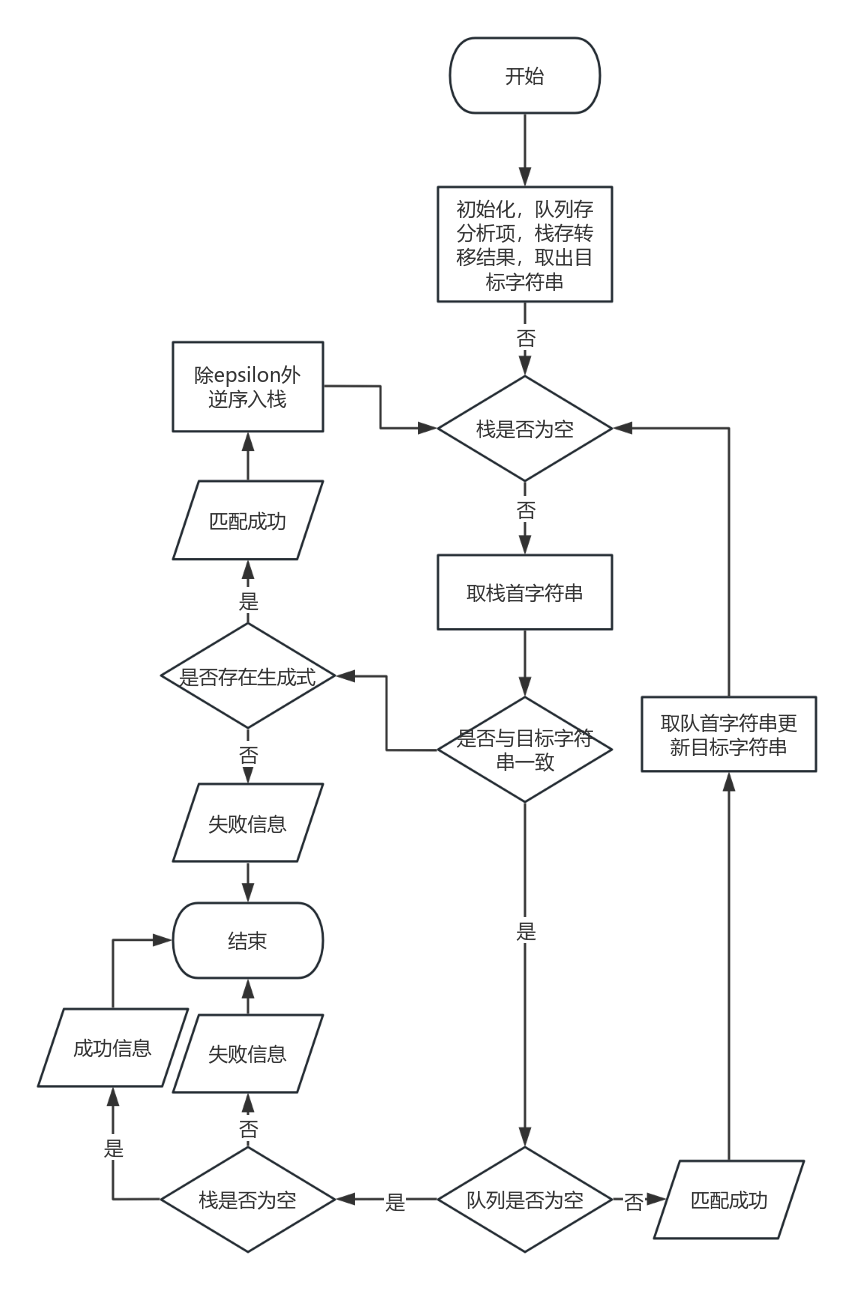 开始
初始化，队列存
分析项，栈存转
移结果，取出目
标字符串
否
除epsilon外
逆序入栈
栈是否为空
否
匹配成功
取栈首字符串
是
是否存在生成式
是否与目标字符
串一致
取队首字符串更
新目标字符串
否
失败信息
是
结束
成功信息
失败信息
否
是
栈是否为空
是
队列是否为空
否
匹配成功